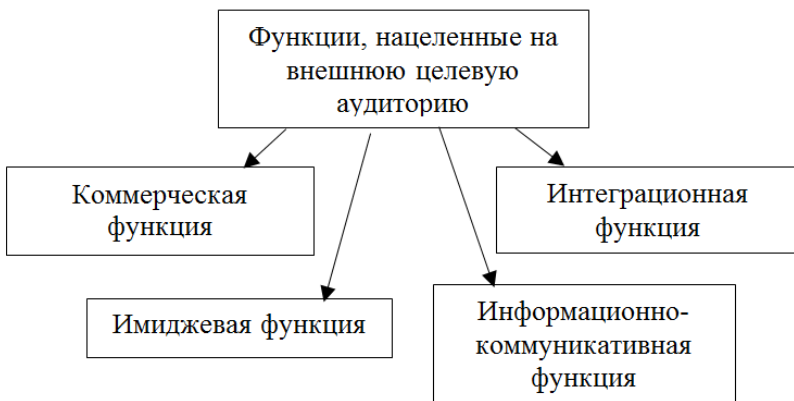 Функции, нацеленные на
внешнюю целевую
аудиторию
Коммерческая
функция
Интеграционная
функция
Имиджевая функция
Информационно-
коммуникативная
функция